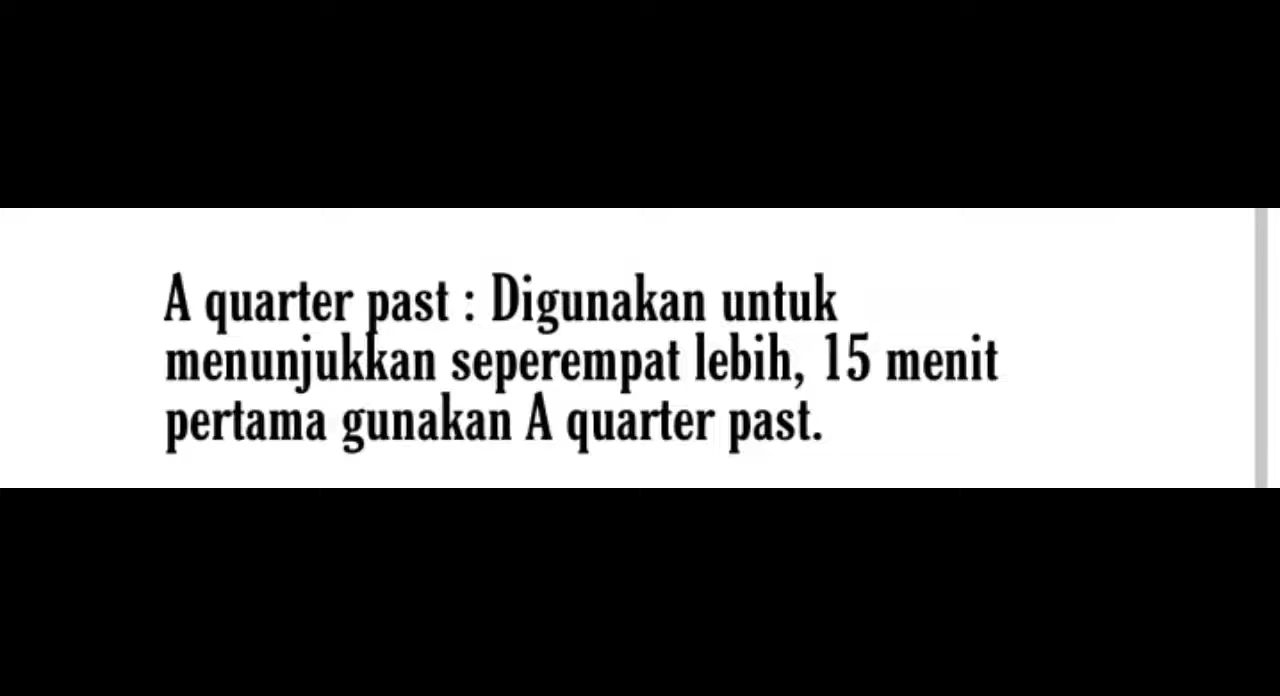 A quarter past : Digunakan untuk
menunjukkan seperempat lebih, 15 menit
pertama gunakan A quarter past.